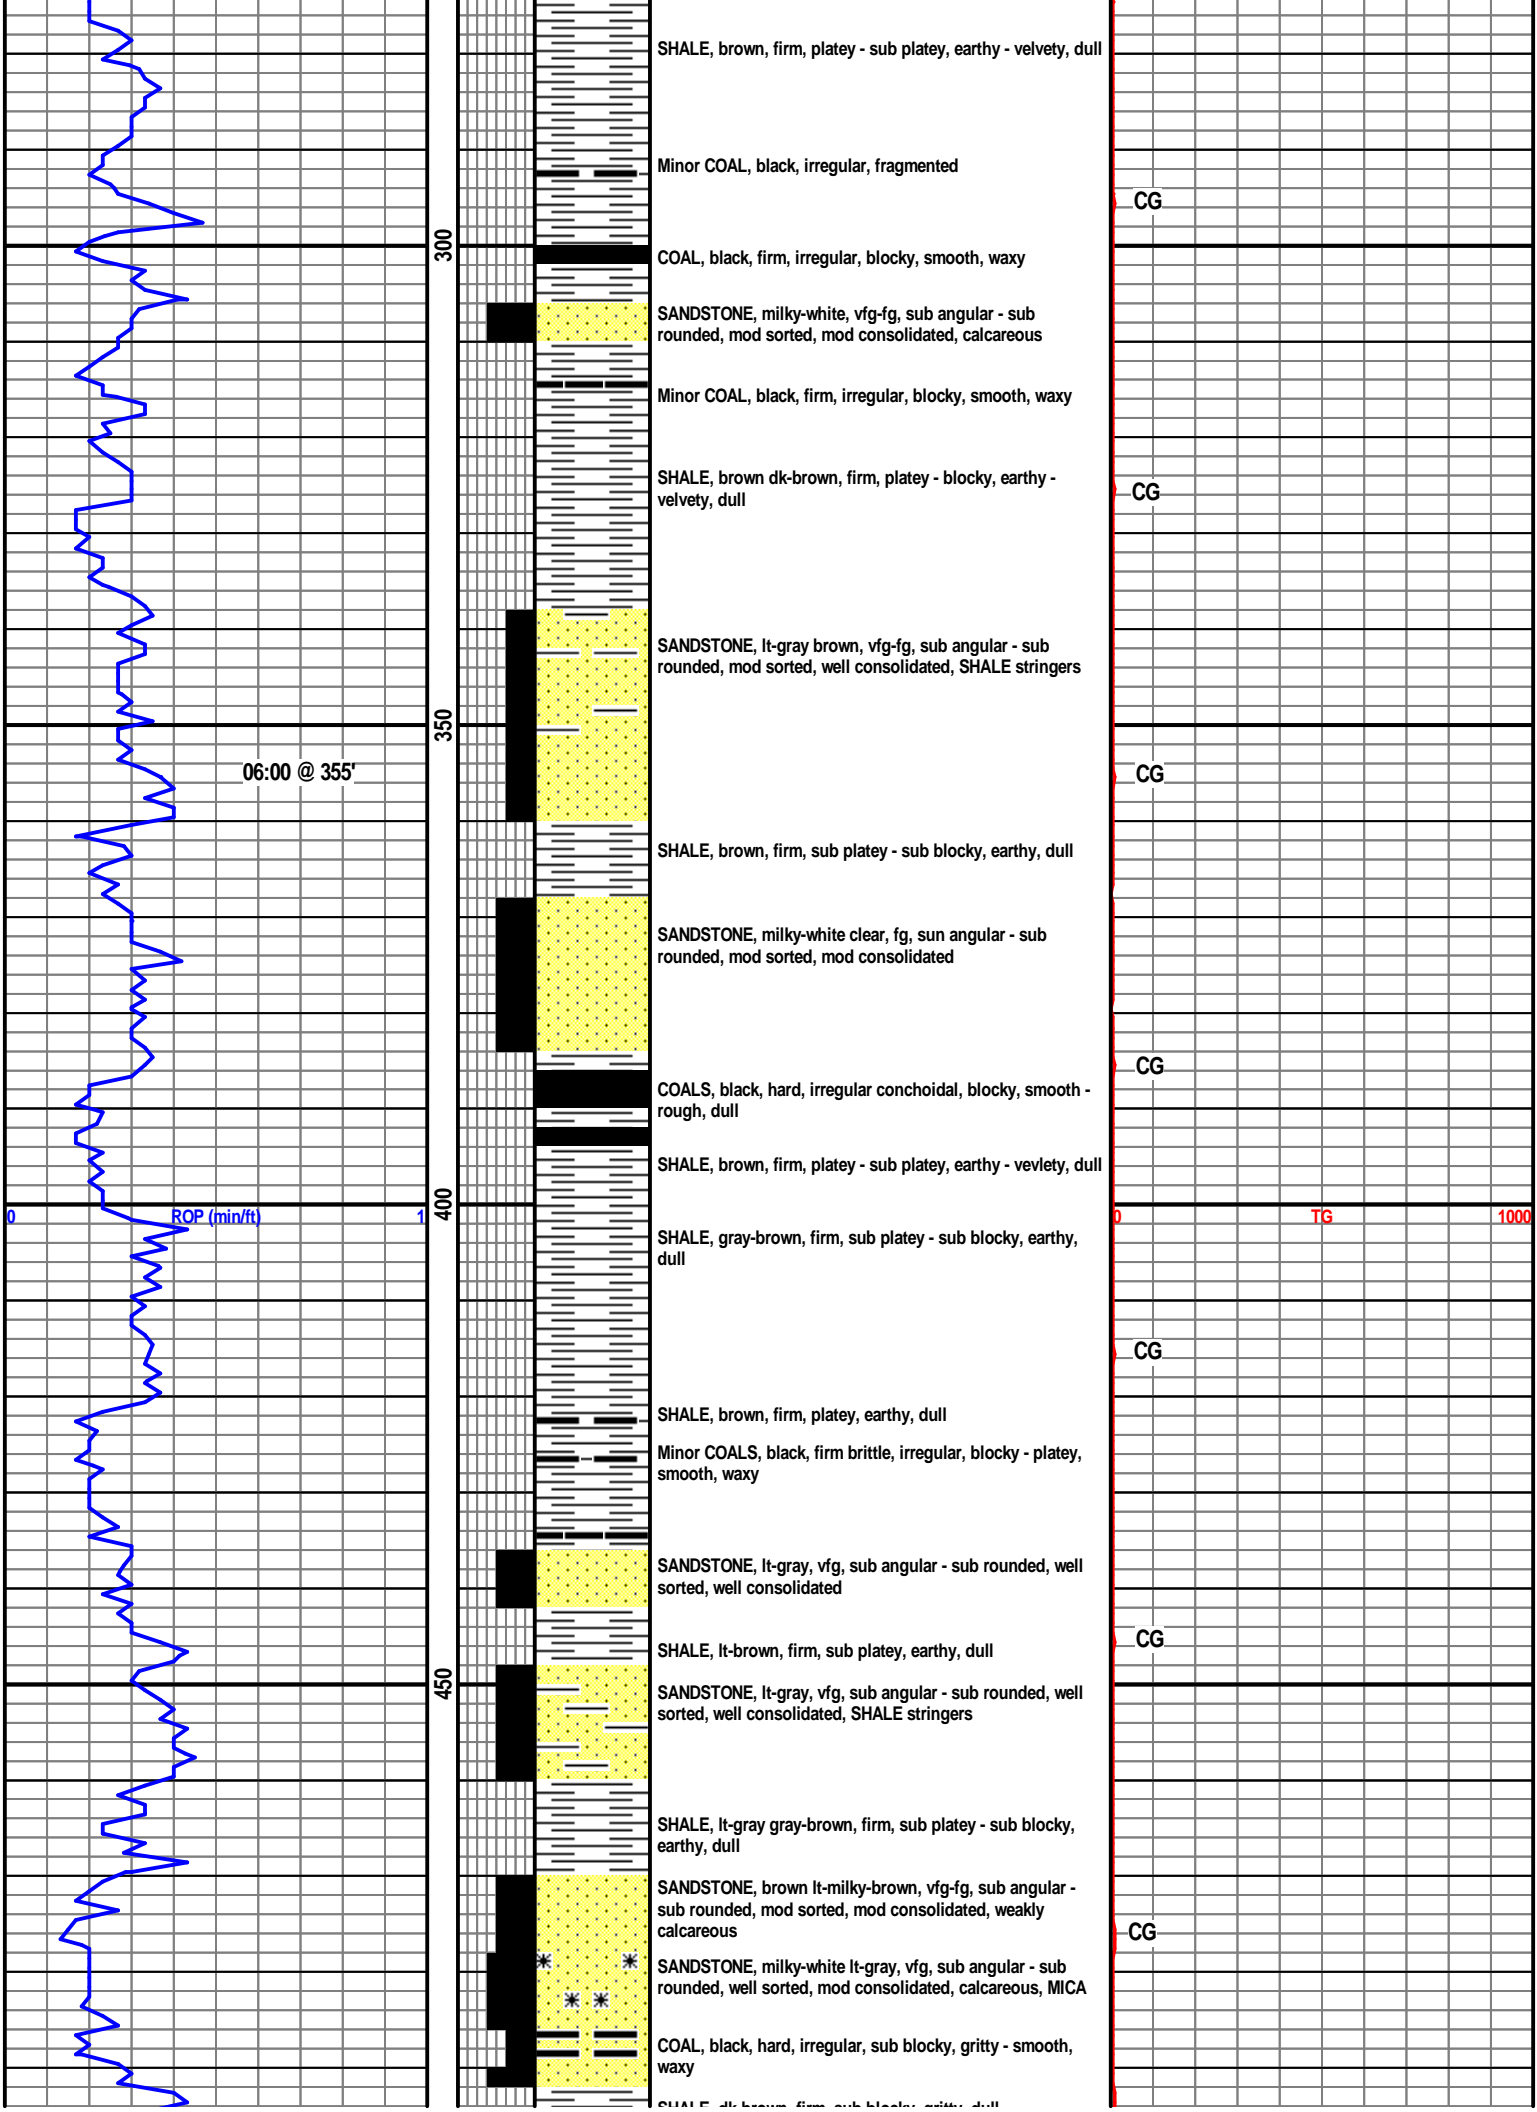 SHALE, brown, firm, platey - sub platey, earthy - velvety, dull
Minor COAL, black, irregular, fragmented
CG
300
COAL, black, firm, irregular, blocky, smooth, waxy
SANDSTONE, milky-white, vfg-fg, sub angular - sub
rounded, mod sorted, mod consolidated, calcareous
Minor COAL, black, firm, irregular, blocky, smooth, waxy
SHALE, brown dk-brown, firm, platey - blocky, earthy -
velvety, dull
CG
SANDSTONE, lt-gray brown, vfg-fg, sub angular - sub
rounded, mod sorted, well consolidated, SHALE stringers
350
06:00 @ 355'
CG
SHALE, brown, firm, sub platey - sub blocky, earthy, dull
SANDSTONE, milky-white clear, fg, sun angular - sub
rounded, mod sorted, mod consolidated
CG
COALS, black, hard, irregular conchoidal, blocky, smooth -
rough, dull
SHALE, brown, firm, platey - sub platey, earthy - vevlety, dull
400
0 ROP (min/ft) 1
0 TG 1000
SHALE, gray-brown, firm, sub platey - sub blocky, earthy,
dull
CG
SHALE, brown, firm, platey, earthy, dull
Minor COALS, black, firm brittle, irregular, blocky - platey,
smooth, waxy
SANDSTONE, lt-gray, vfg, sub angular - sub rounded, well
sorted, well consolidated
CG
SHALE, lt-brown, firm, sub platey, earthy, dull
450
SANDSTONE, lt-gray, vfg, sub angular - sub rounded, well
sorted, well consolidated, SHALE stringers
SHALE, lt-gray gray-brown, firm, sub platey - sub blocky,
earthy, dull
SANDSTONE, brown lt-milky-brown, vfg-fg, sub angular -
sub rounded, mod sorted, mod consolidated, weakly
calcareous
CG
SANDSTONE, milky-white lt-gray, vfg, sub angular - sub
rounded, well sorted, mod consolidated, calcareous, MICA
COAL, black, hard, irregular, sub blocky, gritty - smooth,
waxy
SHALE, dk-brown, firm, sub blocky, gritty, dull